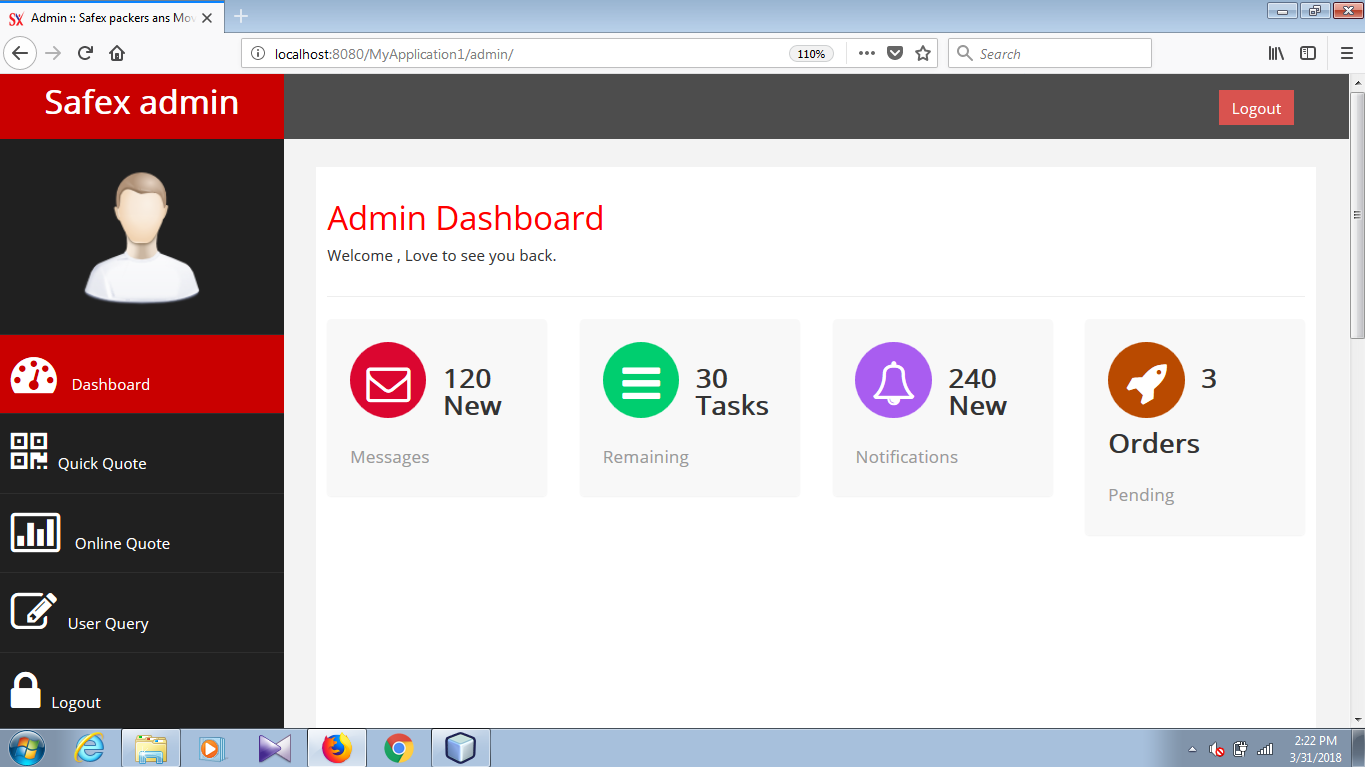 Admin :: Safex packers ans Mov
localhost:8080/MyApplication1/admin/
110%
Search
Safex admin
Logout
Admin Dashboard
Welcome , Love to see you back.
Dashboard
Quick Quote
Online Quote
User Query
Logout
120
New
Messages
30
Tasks
Remaining
240
New
Notifications
3
Orders
Pending
2:22 PM
3/31/2018